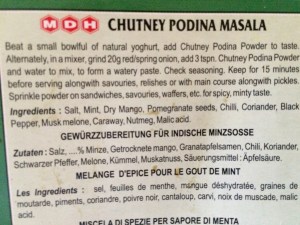 MDH CHUTNEY PODINA MASALA
Beat a small bowlful of natural yoghurt, add Chutney Podina Powder to taste.
Alternately, in a mixer, grind 20g red/spring onion, add 3 tspn. Chutney Podina Powder
and water to mix, to form a watery paste. Check seasoning. Keep for 15 minutes
before serving alongwith savouries, relishes or with main courses in place of pickles.
Sprinkle powder on sandwiches, savouries, waffers, etc. for spicy, minty taste.
Ingredients : Salt, Mint, Dry Mango, Pomegranate seeds, Chilli, Coriander, Black
Pepper, Musk melone, Caraway, Nutmeg, Malic acid.
GEWÜRZZUBEREITUNG FÜR INDISCHE MINZSOSSE
Zutaten : Salz, ....% Minze, Getrocknete mango, Granatapfelsamen, Chili, Koriander,
Schwarzer Pfeffer, Melone, Kümmel, Muskatnuss, Säuerungsmittel : Äpfelsäure.
MELANGE D'EPICE POUR LE GOUT DE MINT
Les Ingredients : sel, feuilles de menthe, mangue déshydratée, graines de
moutarde, piments, coriandre, poivre noir, cantaloup, carvi, noix de muscade, malic
acid.
MISCELA DI SPEZIE PER SAPORE DI MENTA